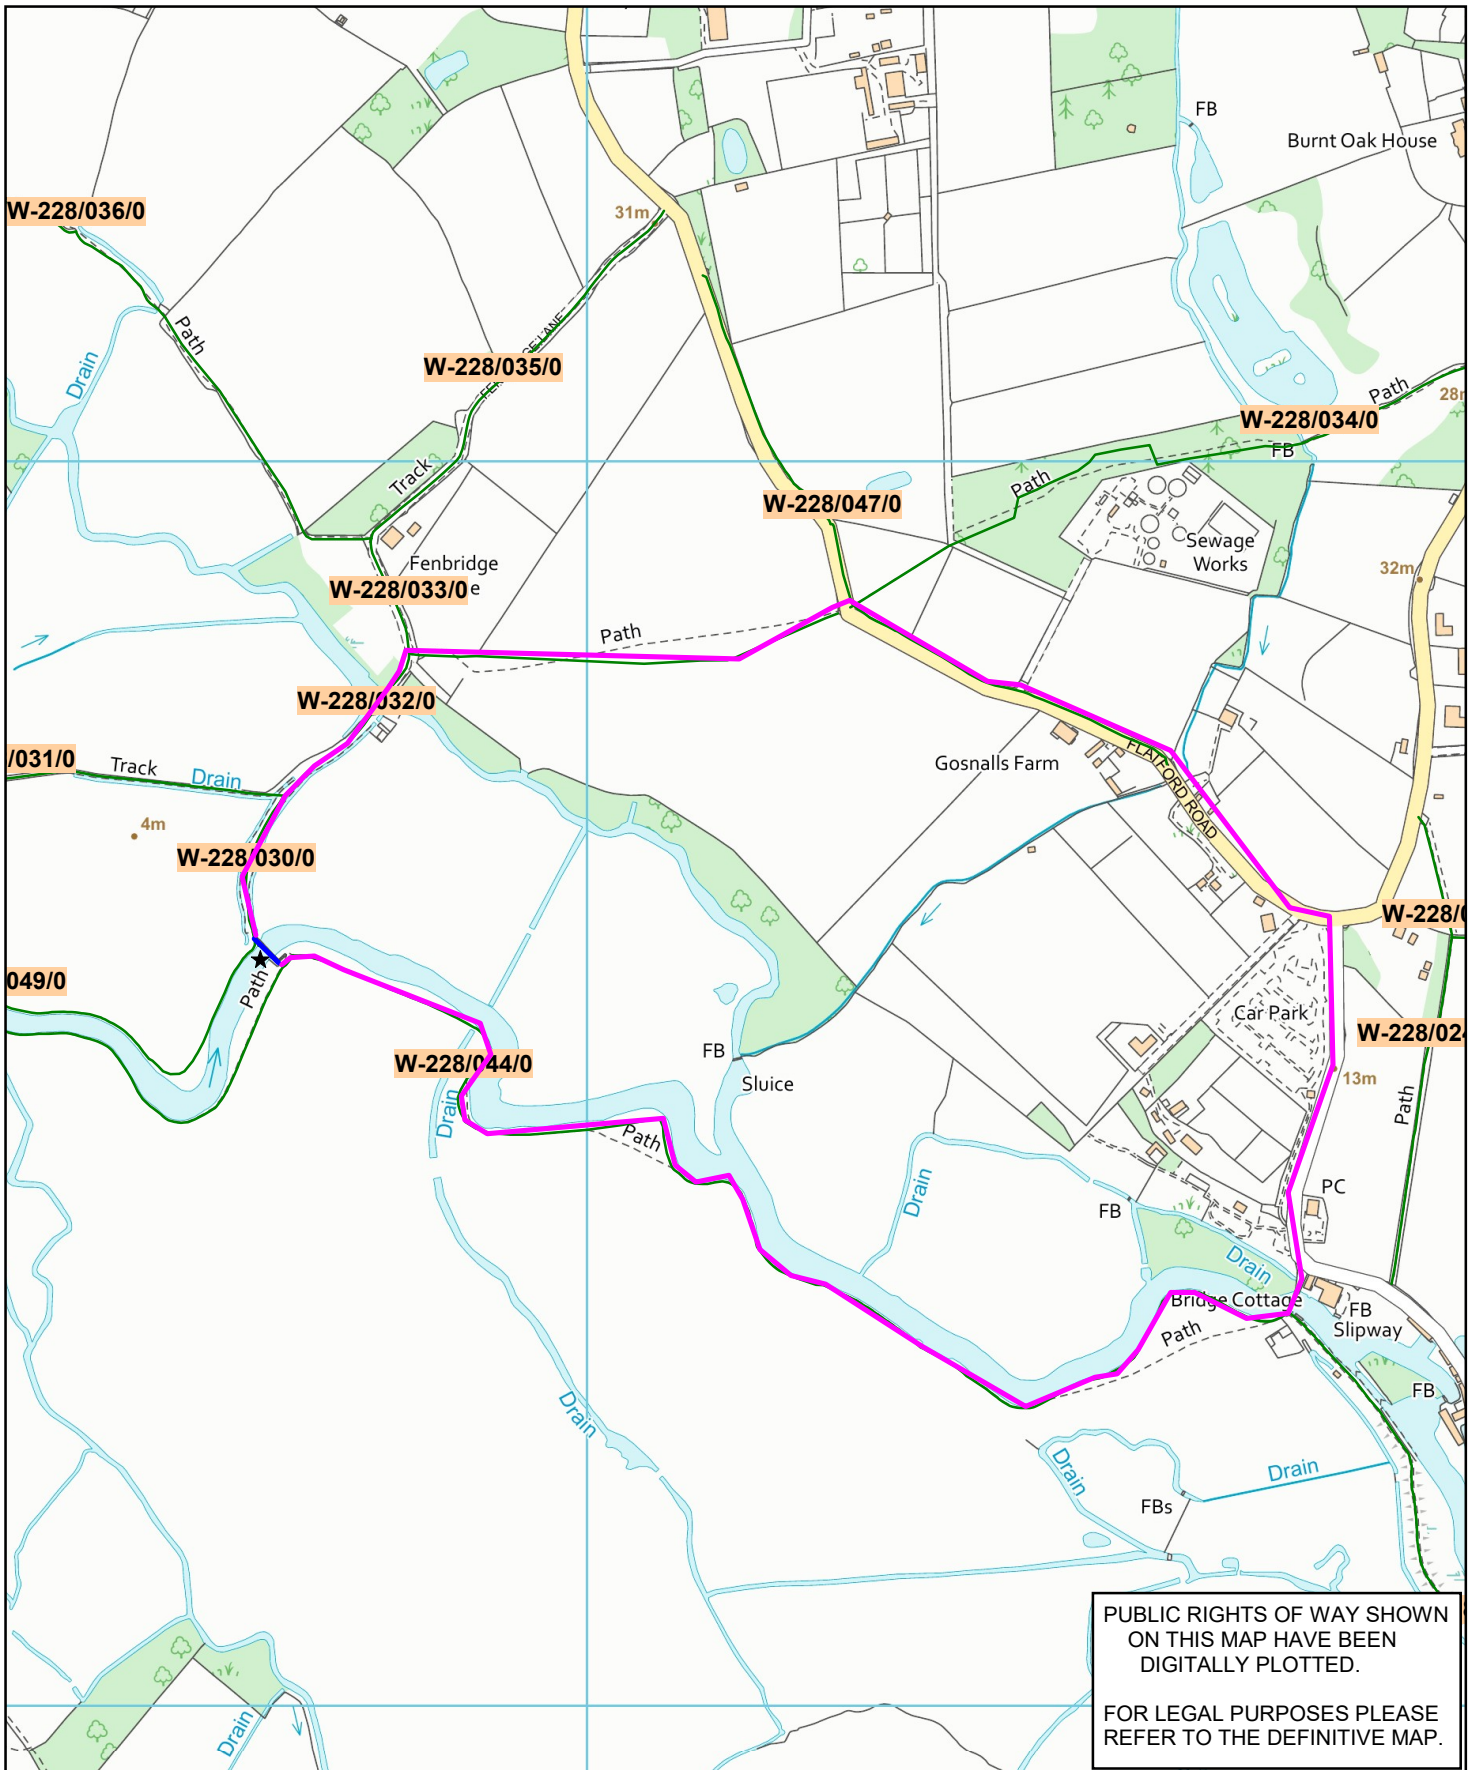 FB
Burnt Oak House
W-228/036/0
31m
Path
Drain
W-228/035/0
Path
W-228/034/0
FB
Track
W-228/047/0
Path
Sewage
Works
Fenbridge
W-228/033/0
e
32m
Path
W-228/032/0
/031/0
Track
Drain
Gosnalls Farm
FLATFORD ROAD
4m
W-228/030/0
W-228/0
049/0
Path
Car Park
W-228/024
FB
Sluice
W-228/044/0
13m
Drain
Path
Path
PC
Drain
FB
Drain
Bridge Cottage
FB
Slipway
Path
FB
Drain
Drain
Drain
FBs
Drain
PUBLIC RIGHTS OF WAY SHOWN
ON THIS MAP HAVE BEEN
DIGITALLY PLOTTED.
FOR LEGAL PURPOSES PLEASE
REFER TO THE DEFINITIVE MAP.